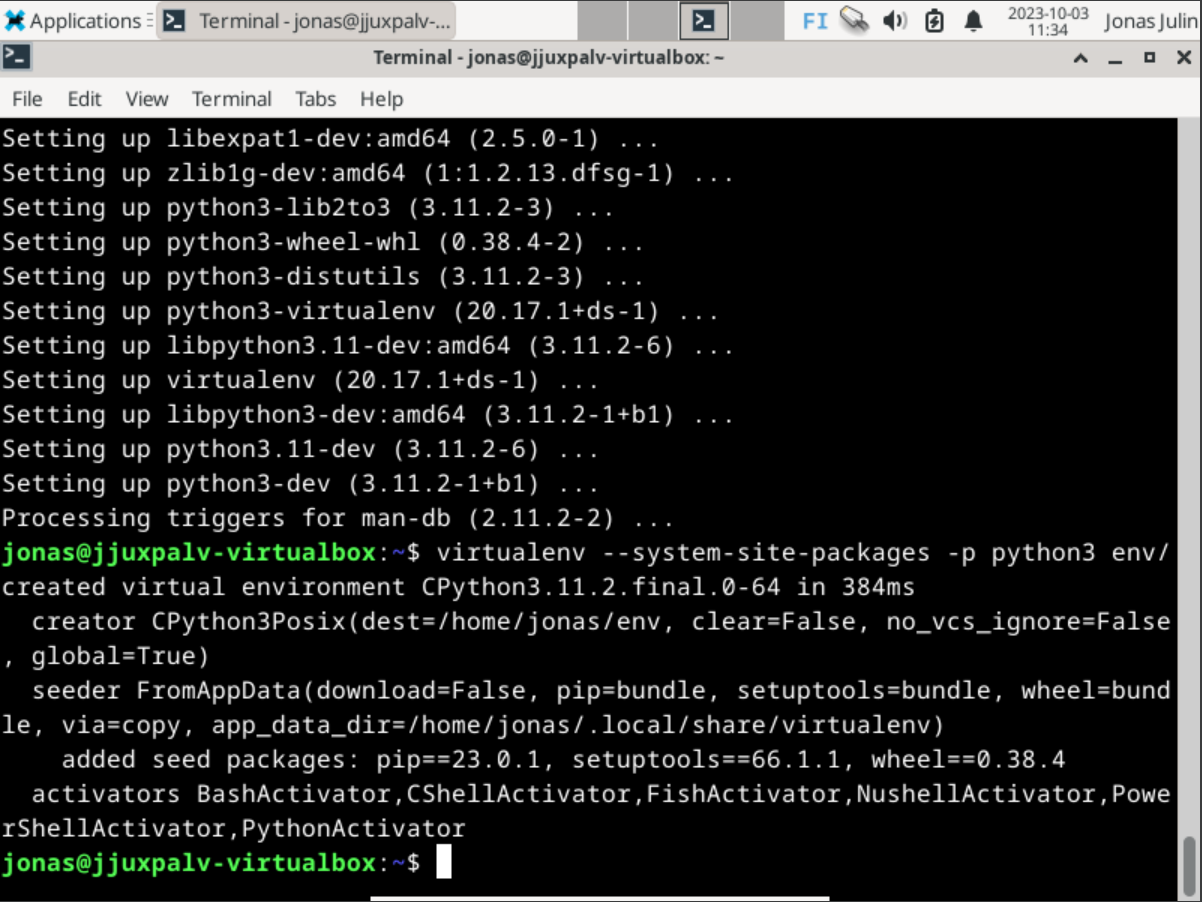 Applications
Terminal - jonas@jjuxpalv-...
FI
2023-10-03
11:34
Jonas Julin
Terminal - jonas@jjuxpalv-virtualbox: ~
File Edit View Terminal Tabs Help
Setting up libexpat1-dev:amd64 (2.5.0-1) ...
Setting up zlib1g-dev:amd64 (1:1.2.13.dfsg-1) ...
Setting up python3-lib2to3 (3.11.2-3) ...
Setting up python3-wheel-whl (0.38.4-2) ...
Setting up python3-distutils (3.11.2-3) ...
Setting up python3-virtualenv (20.17.1+ds-1) ...
Setting up libpython3.11-dev:amd64 (3.11.2-6) ...
Setting up virtualenv (20.17.1+ds-1) ...
Setting up libpython3-dev:amd64 (3.11.2-1+b1) ...
Setting up python3.11-dev (3.11.2-6) ...
Setting up python3-dev (3.11.2-1+b1) ...
Processing triggers for man-db (2.11.2-2) ...
jonas@jjuxpalv-virtualbox:~$ virtualenv --system-site-packages -p python3 env/
created virtual environment CPython3.11.2.final.0-64 in 384ms
  creator CPython3Posix(dest=/home/jonas/env, clear=False, no_vcs_ignore=False
, global=True)
  seeder FromAppData(download=False, pip=bundle, setuptools=bundle, wheel=bund
le, via=copy, app_data_dir=/home/jonas/.local/share/virtualenv)
    added seed packages: pip==23.0.1, setuptools==66.1.1, wheel==0.38.4
  activators BashActivator,CShellActivator,FishActivator,NushellActivator,Powe
rShellActivator,PythonActivator
jonas@jjuxpalv-virtualbox:~$